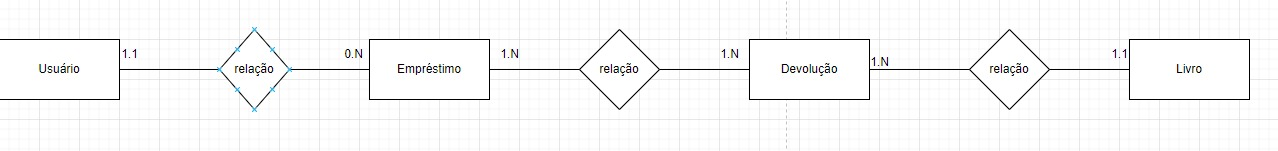 Usuário
1.1
relação
0.N
Empréstimo
1.N
relação
1.N
Devolução
1.N
relação
1.1
Livro